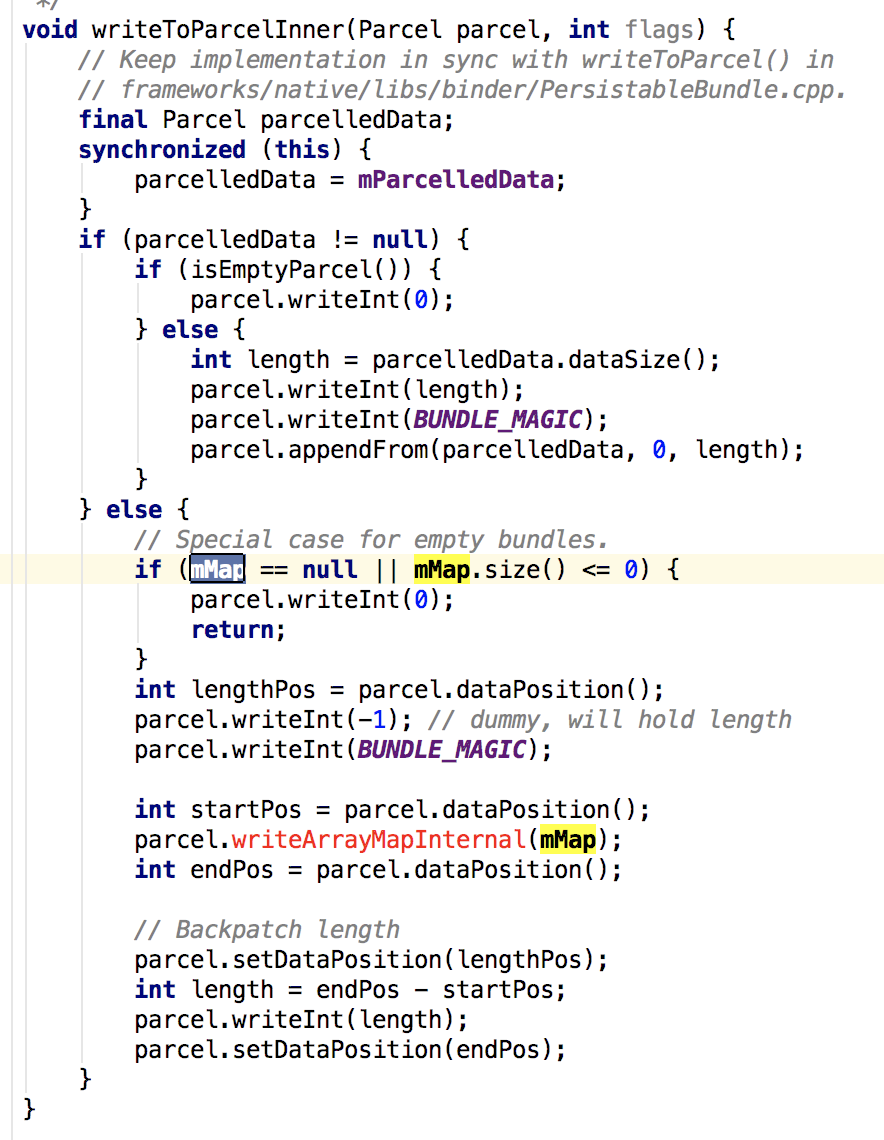 */
void writeToParcelInner(Parcel parcel, int flags) {
    // Keep implementation in sync with writeToParcel() in
    // frameworks/native/libs/binder/PersistableBundle.cpp.
    final Parcel parcelledData;
    synchronized (this) {
        parcelledData = mParcelledData;
    }
    if (parcelledData != null) {
        if (isEmptyParcel()) {
            parcel.writeInt(0);
        } else {
            int length = parcelledData.dataSize();
            parcel.writeInt(length);
            parcel.writeInt(BUNDLE_MAGIC);
            parcel.appendFrom(parcelledData, 0, length);
        }
    } else {
        // Special case for empty bundles.
        if (mMap == null || mMap.size() <= 0) {
            parcel.writeInt(0);
            return;
        }
        int lengthPos = parcel.dataPosition();
        parcel.writeInt(-1); // dummy, will hold length
        parcel.writeInt(BUNDLE_MAGIC);

        int startPos = parcel.dataPosition();
        parcel.writeArrayMapInternal(mMap);
        int endPos = parcel.dataPosition();

        // Backpatch length
        parcel.setDataPosition(lengthPos);
        int length = endPos - startPos;
        parcel.writeInt(length);
        parcel.setDataPosition(endPos);
    }
}